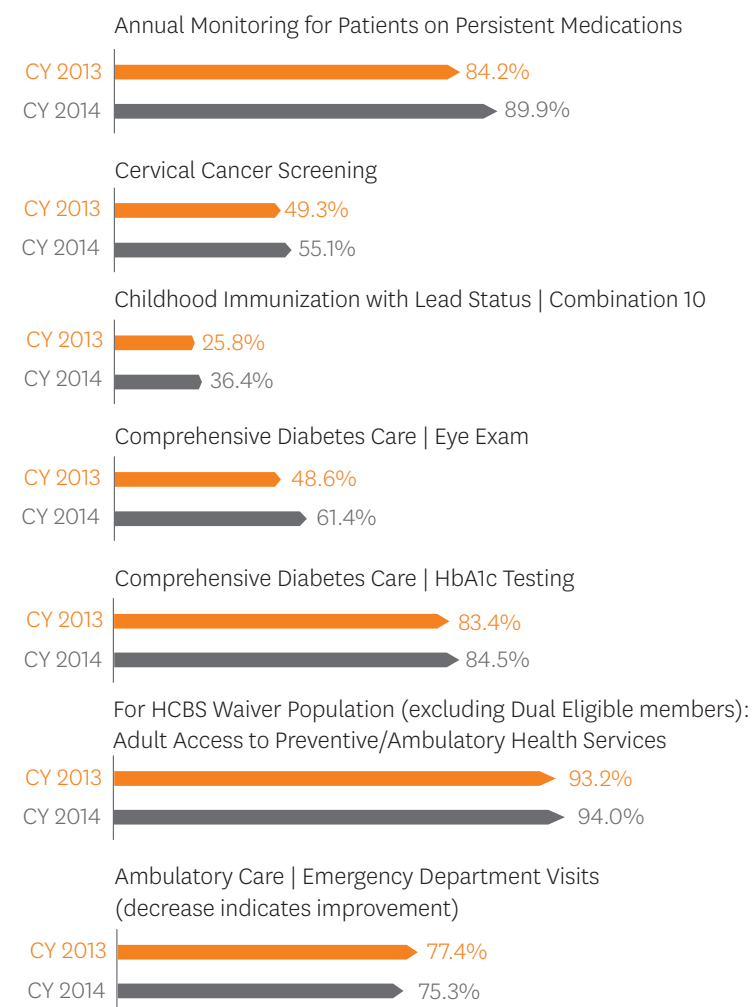 Annual Monitoring for Patients on Persistent Medications
CY 2013 84.2%
CY 2014 89.9%
Cervical Cancer Screening
CY 2013 49.3%
CY 2014 55.1%
Childhood Immunization with Lead Status | Combination 10
CY 2013 25.8%
CY 2014 36.4%
Comprehensive Diabetes Care | Eye Exam
CY 2013 48.6%
CY 2014 61.4%
Comprehensive Diabetes Care | HbA1c Testing
CY 2013 83.4%
CY 2014 84.5%
For HCBS Waiver Population (excluding Dual Eligible members):
Adult Access to Preventive/Ambulatory Health Services
CY 2013 93.2%
CY 2014 94.0%
Ambulatory Care | Emergency Department Visits
(decrease indicates improvement)
CY 2013 77.4%
CY 2014 75.3%